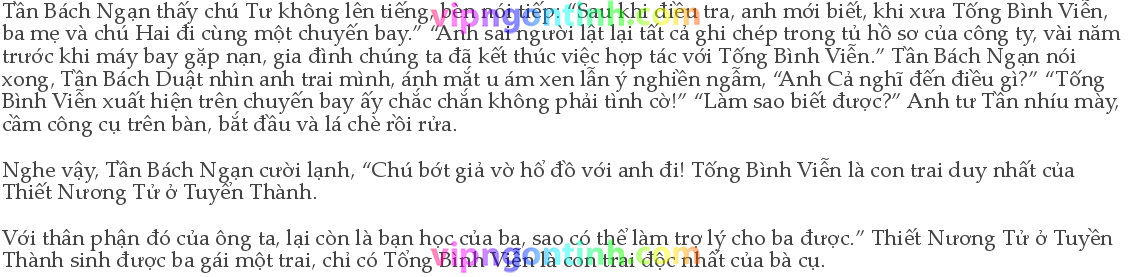 Tần Bách Ngạn thấy chú Tư không lên tiếng, bèn nói tiếp: “Sau khi điều tra, anh mới biết, khi xưa Tống Bình Viễn,
vipngontinh.com
ba mẹ và chú Hai đi cùng một chuyến bay.” “Anh sai người lật lại tất cả ghi chép trong tủ hồ sơ của công ty, vài năm
trước khi máy bay gặp nạn, gia đình chúng ta đã kết thúc việc hợp tác với Tống Bình Viễn.” Tần Bách Ngạn nói
xong, Tần Bách Duật nhìn anh trai mình, ánh mắt u ám xen lẫn ý nghiền ngẫm, “Anh Cả nghĩ đến điều gì?” “Tống
Bình Viễn xuất hiện trên chuyến bay ấy chắc chắn không phải tình cờ!” “Làm sao biết được?” Anh tư Tần nhíu mày,
cầm công cụ trên bàn, bắt đầu và lá chè rồi rửa.
Nghe vậy, Tần Bách Ngạn cười lạnh, “Chú bớt giả vờ hổ đồ với anh đi! Tống Bình Viễn là con trai duy nhất của
Thiết Nương Tử ở Tuyển Thành.
Với thân phận đó của ông ta, lại còn là bạn học của ba, sao có thể làm trợ lý cho ba được.” Thiết Nương Tử ở Tuyền
Thành sinh được ba gái một trai, chỉ có Tổng Bình Viễn là con trai độc nhất của bà cụ.
vipngontinh.com